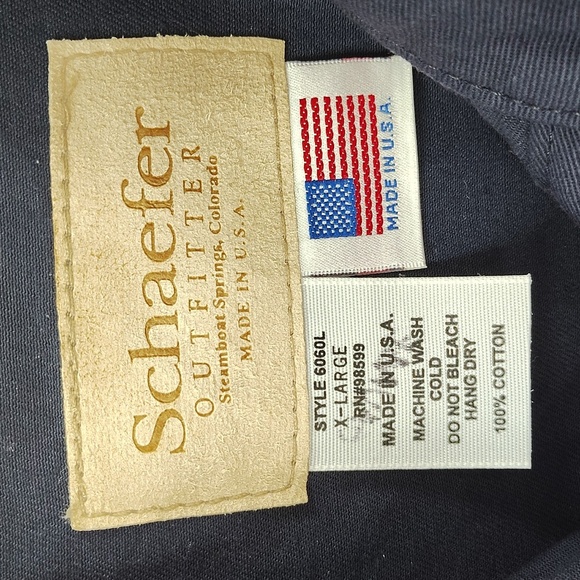 Schaefer
OUTFITTER
Steamboat Springs, Colorado
MADE IN U.S.A.
MADE IN U.S.A.
STYLE 6060L
X-LARGE
RN#98599
MADE IN U.S.A.
MACHINE WASH
COLD
DO NOT BLEACH
HANG DRY
100% COTTON